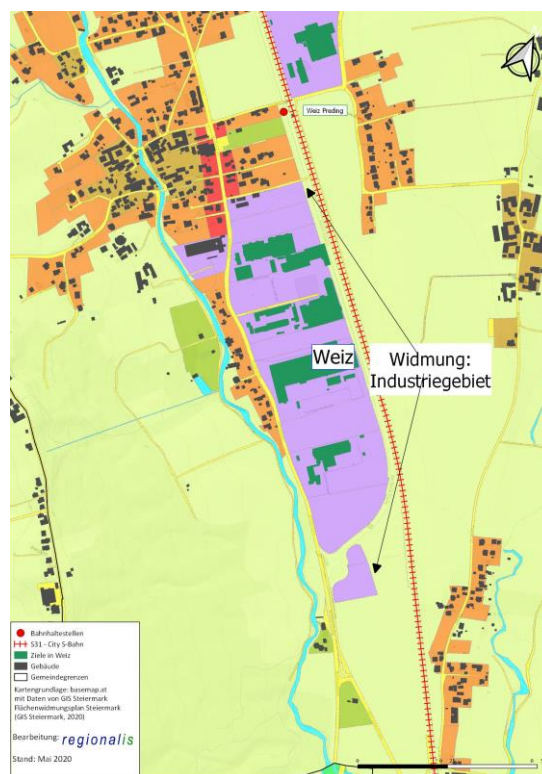 Weiz Preding
Weiz
Widmung:
Industriegebiet
Bahnhaltestellen
S31 - City S-Bahn
Ziele in Weiz
Gebäude
Gemeindegrenzen
Kartengrundlage: basemap.at
mit Daten von GIS Steiermark
Flächenwidmungsplan Steiermark
(GIS Steiermark, 2020)
Bearbeitung: regionalis
Stand: Mai 2020